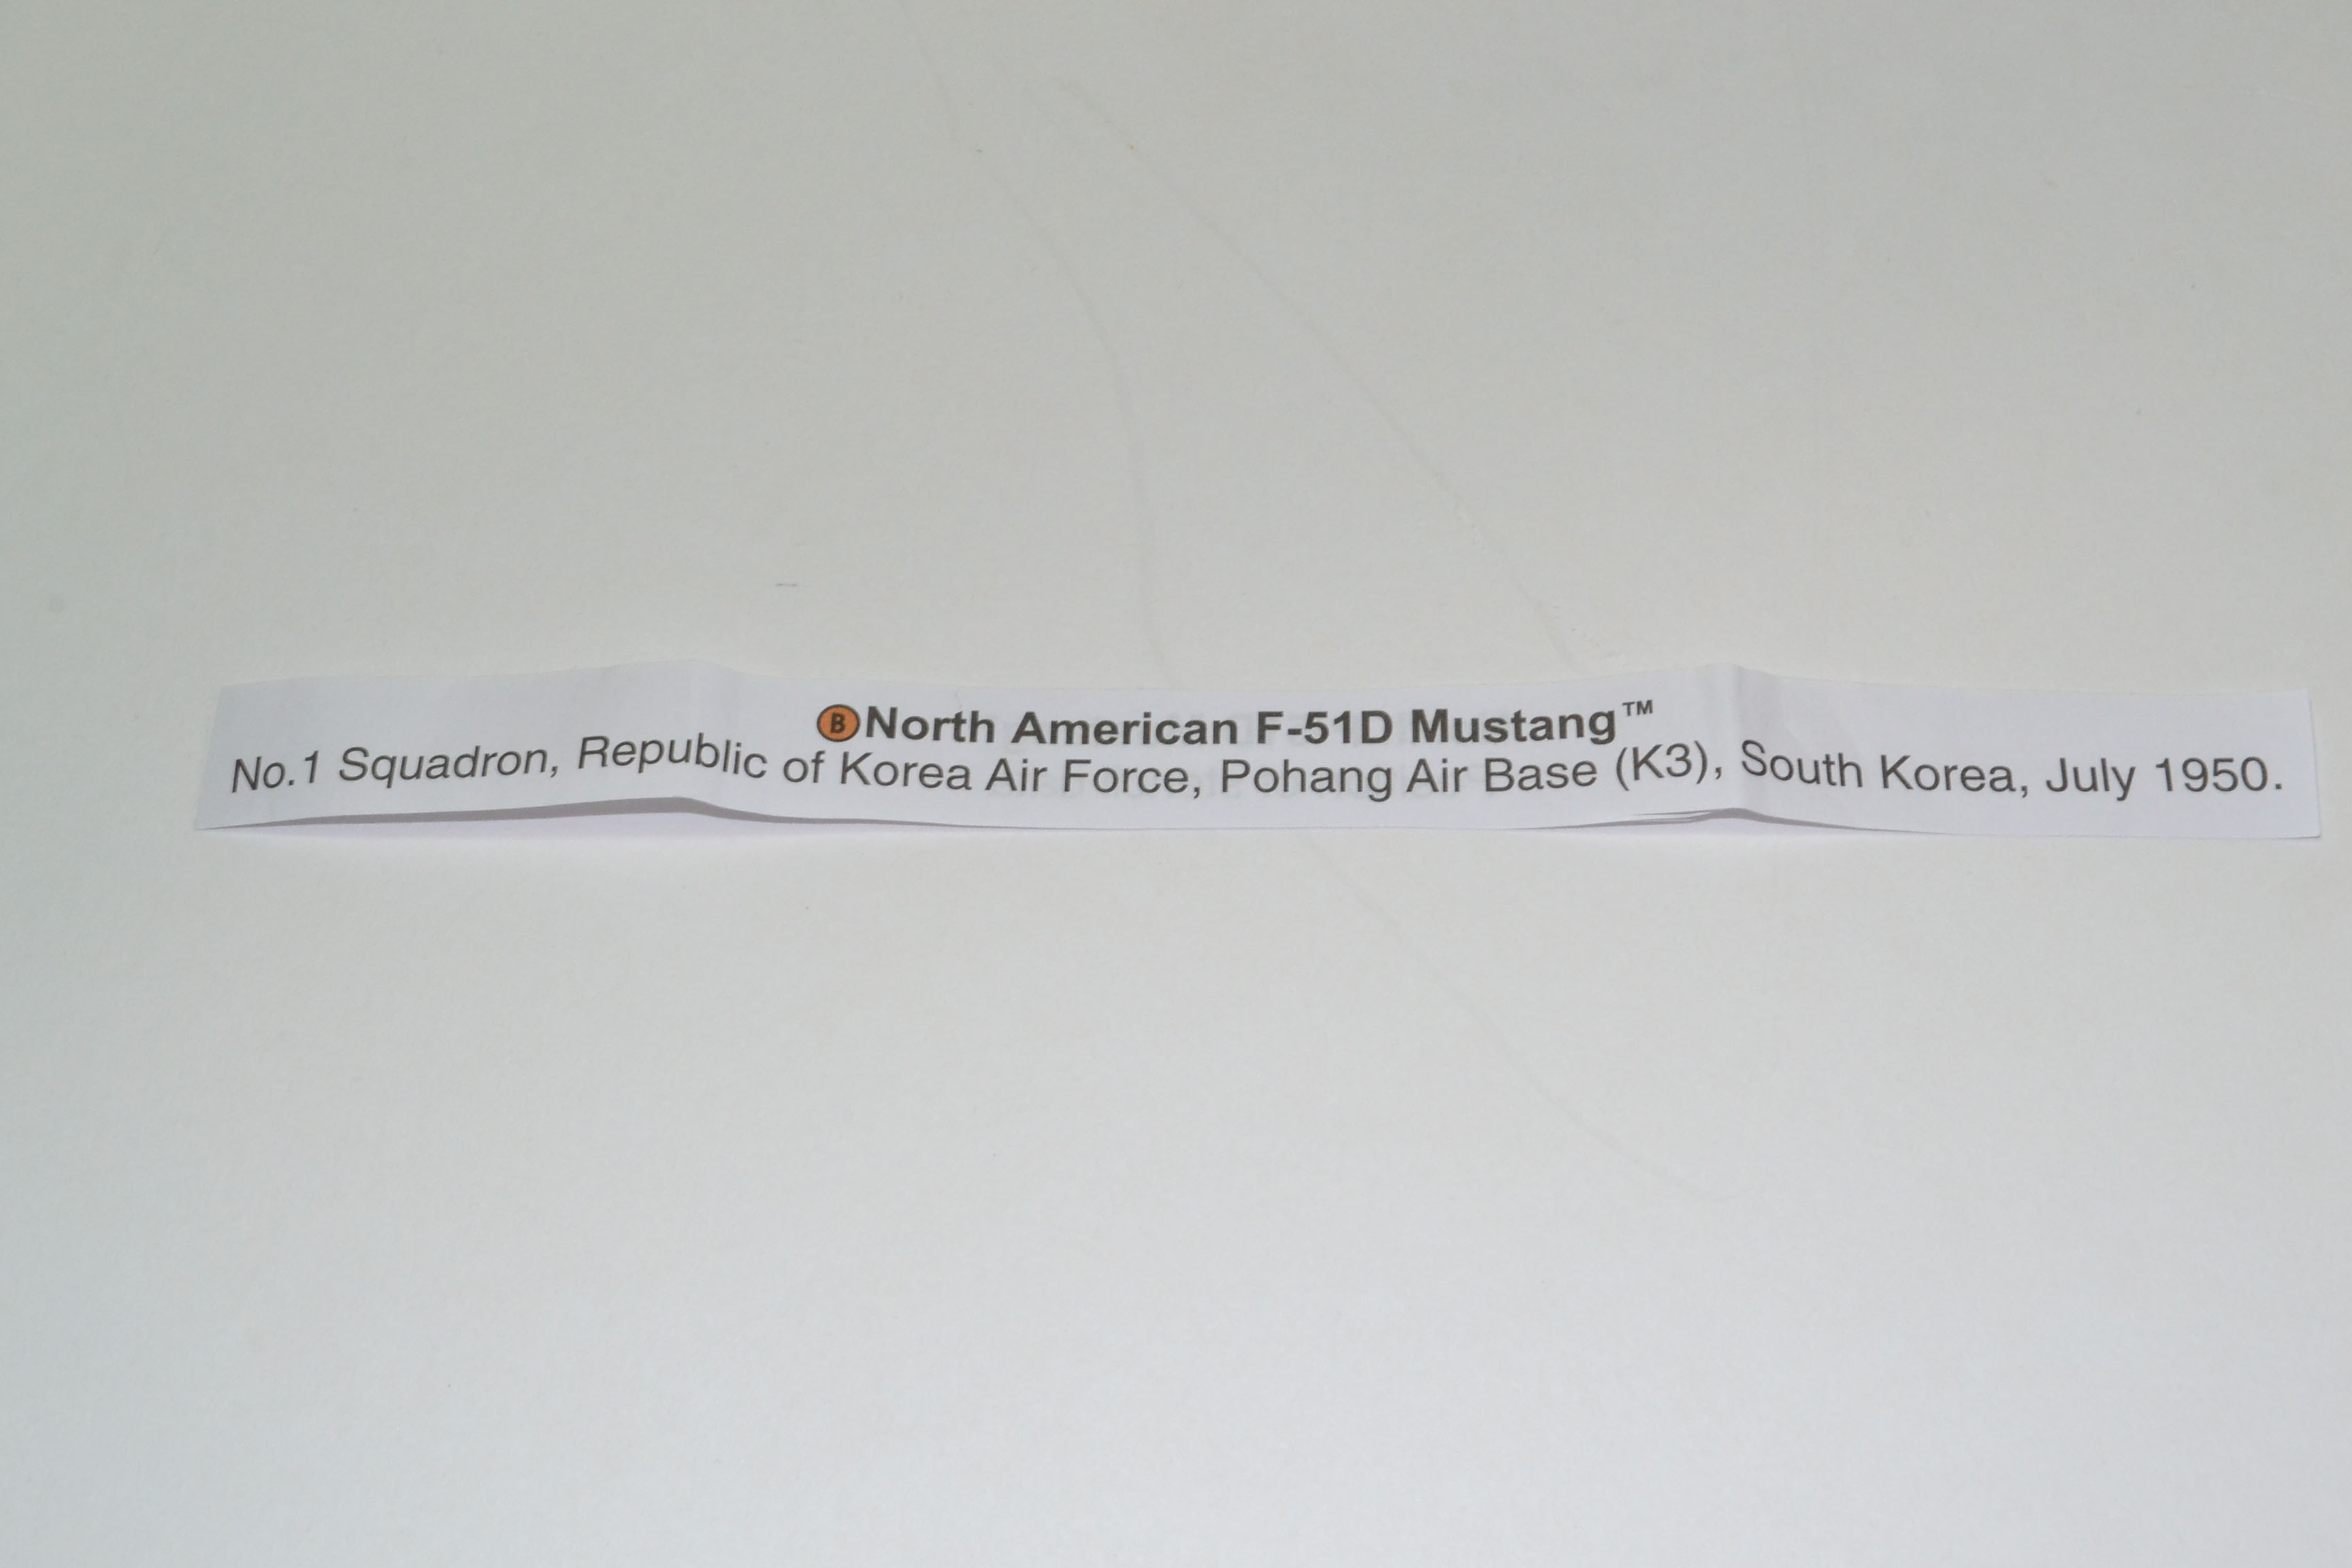 B North American F-51D Mustang™
No.1 Squadron, Republic of Korea Air Force, Pohang Air Base (K3), South Korea, July 1950.